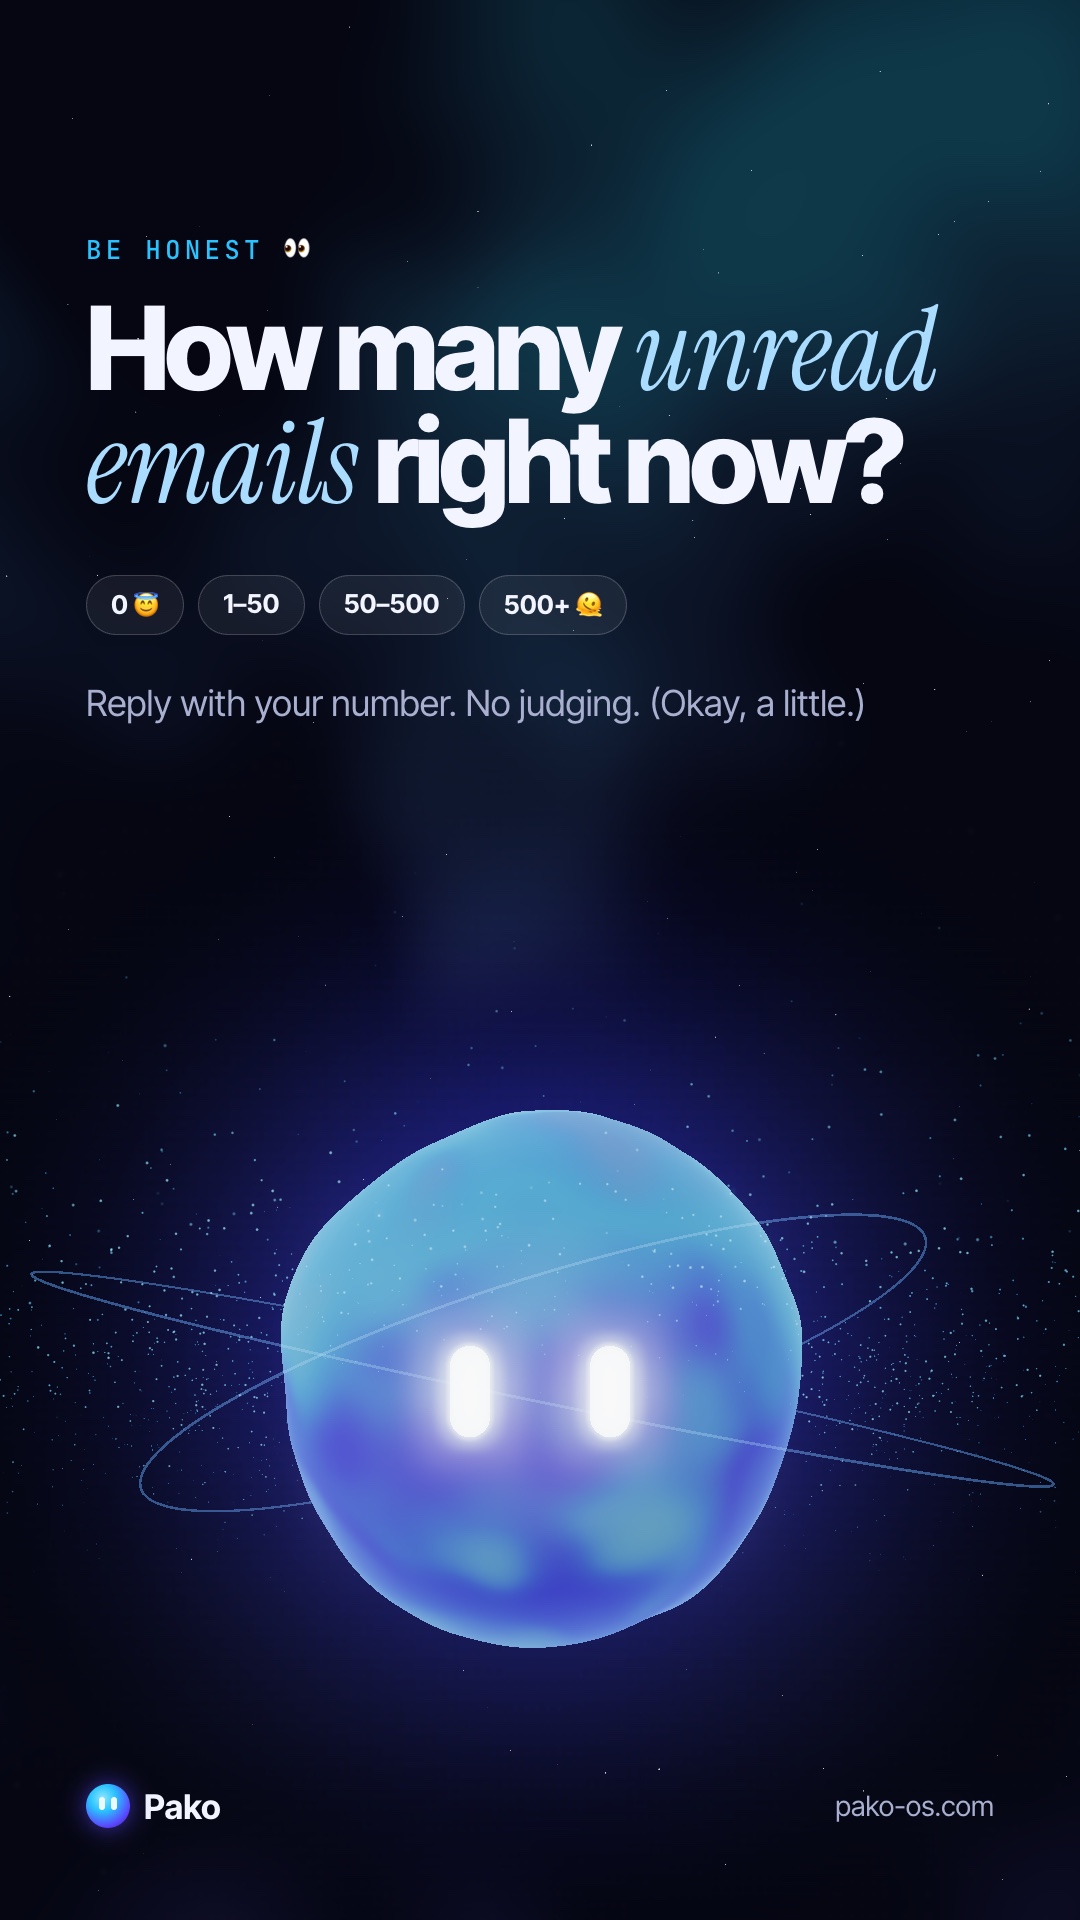 BE HONEST 👀
How many unread
emails right now?
0 😇 1–50 50–500 500+ 🫠
Reply with your number. No judging. (Okay, a little.)
Pako pako-os.com